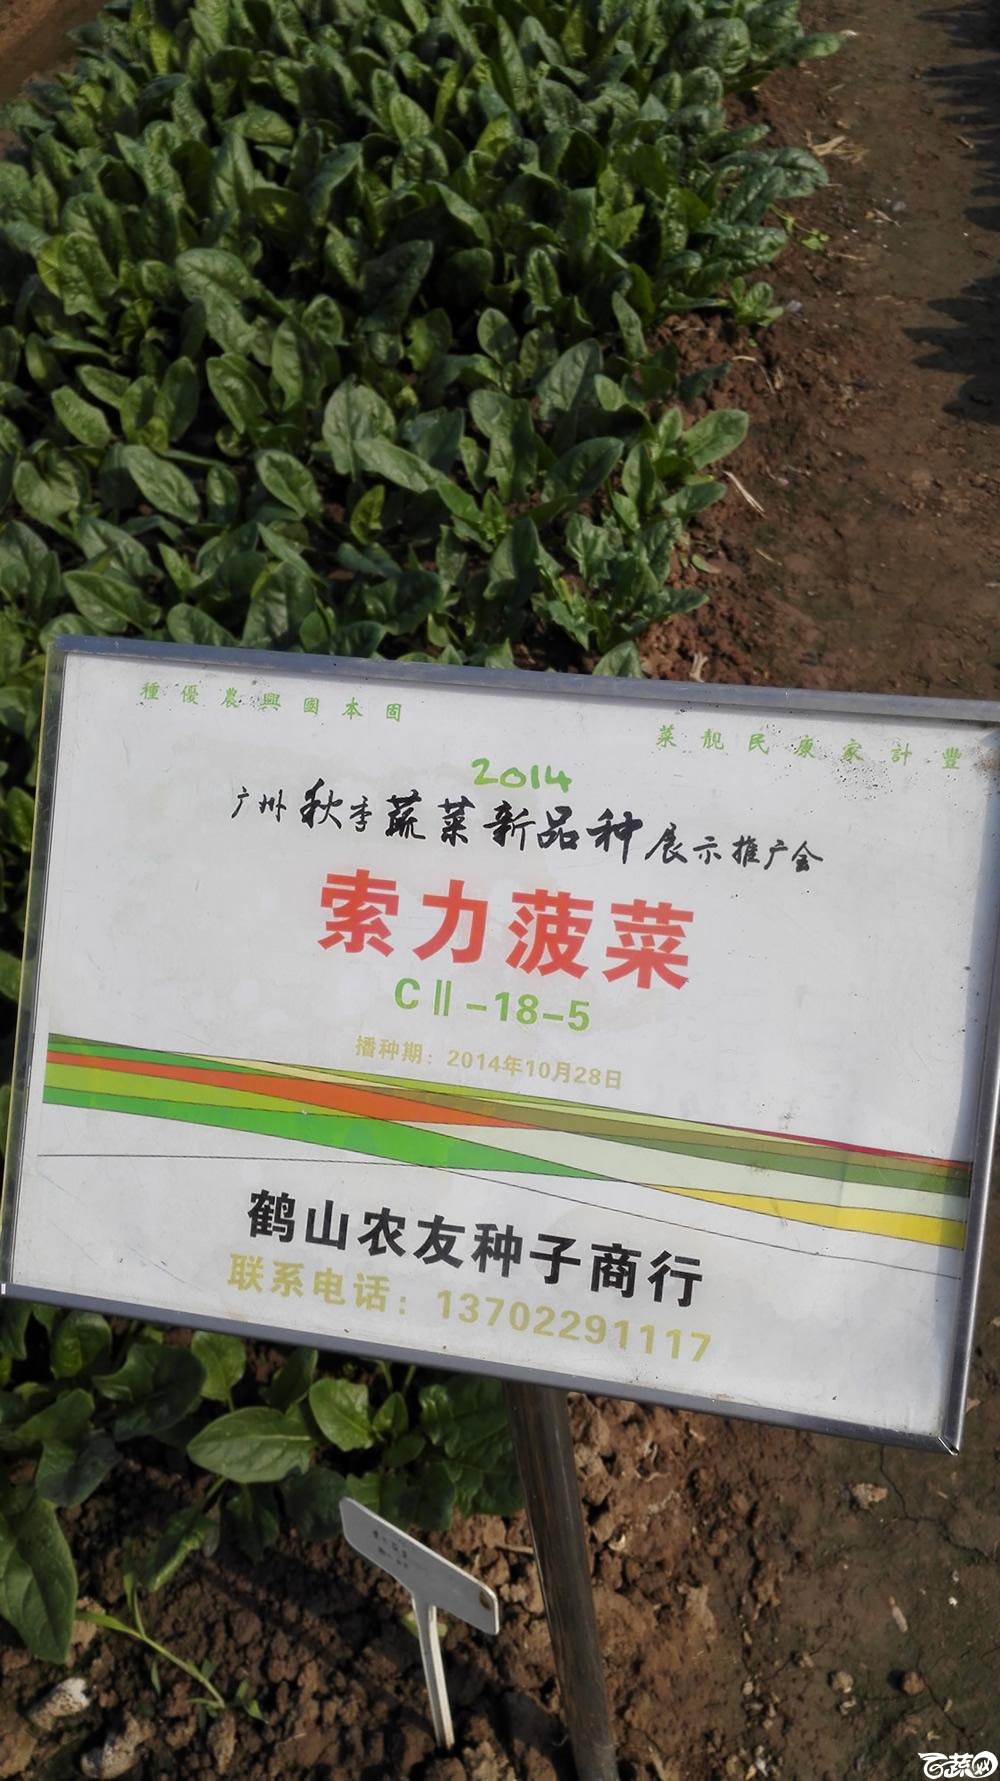 種優農興國本固
菜靓民康家計豐
2014
广州秋季蔬菜新品种展示推广会
索力菠菜
CⅡ-18-5
播种期：2014年10月28日
鹤山农友种子商行
联系电话：13702291117
百蔬网